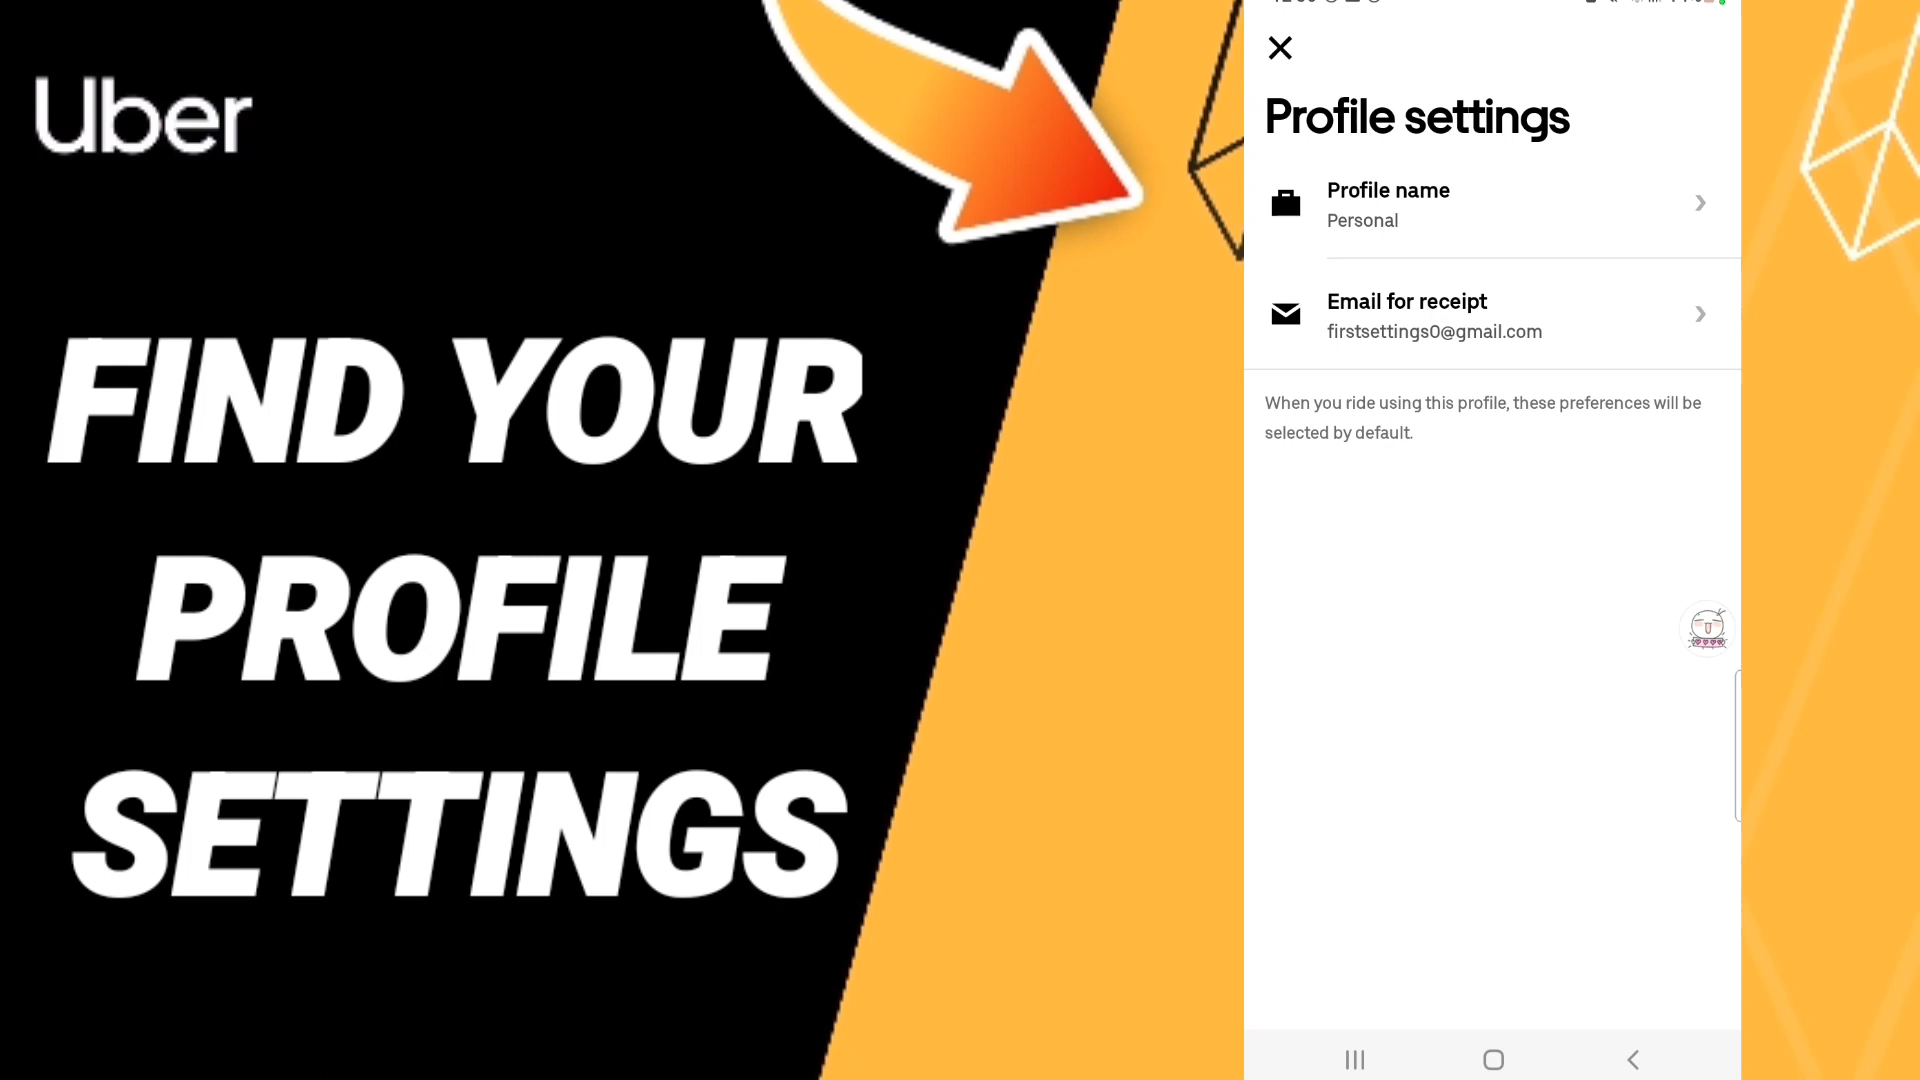 Uber
FIND YOUR
PROFILE
SETTINGS
Profile settings
Profile name
Personal
Email for receipt
firstsettings0@gmail.com
When you ride using this profile, these preferences will be
selected by default.